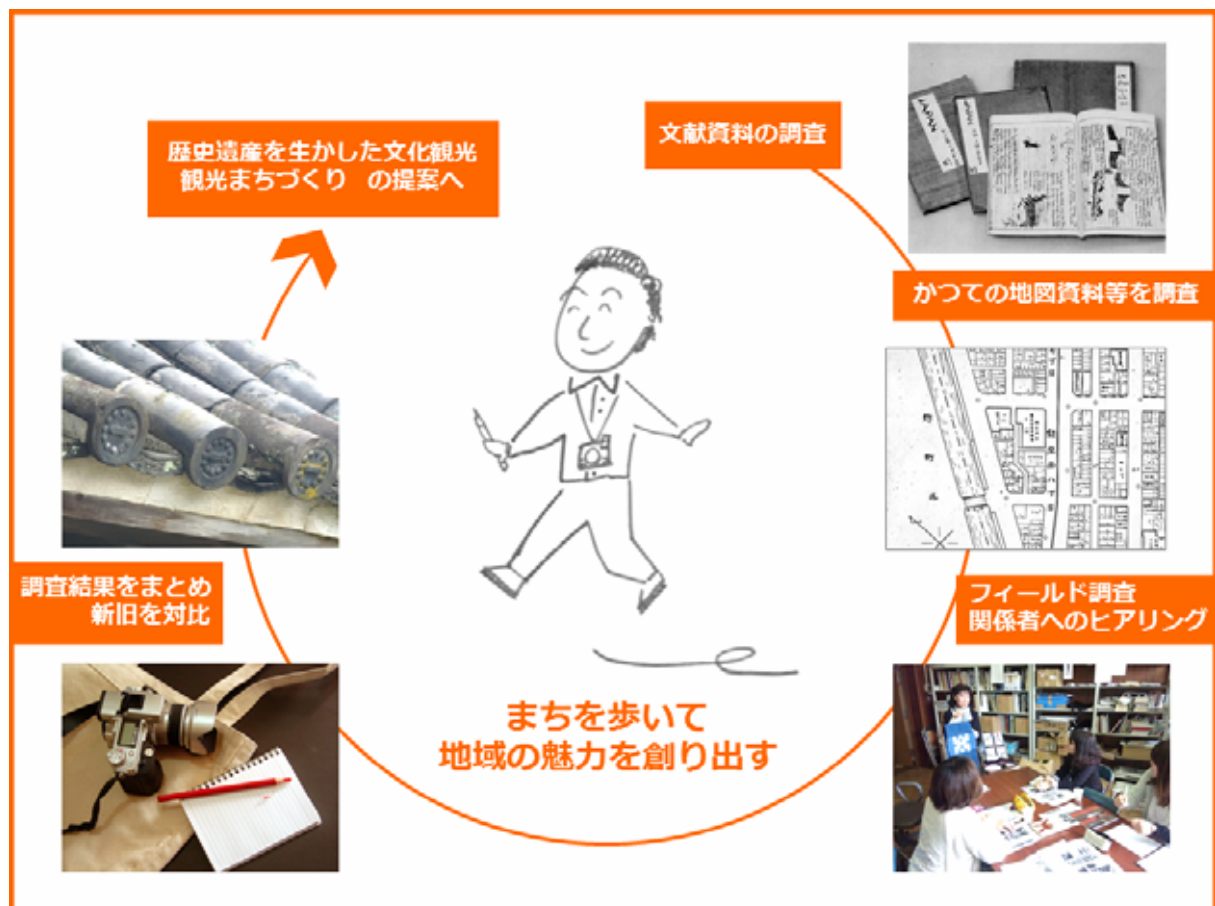 文献資料の調査
かつての地図資料等を調査
フィールド調査
関係者へのヒアリング
調査結果をまとめ
新旧を対比
歴史遺産を生かした文化観光
観光まちづくり の提案へ
まちを歩いて
地域の魅力を創り出す